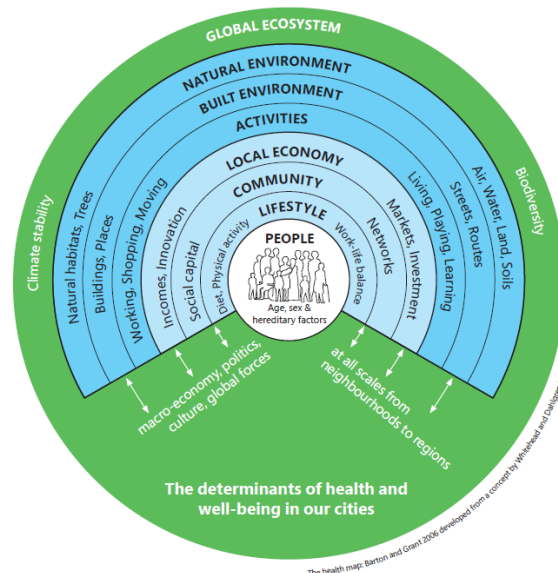 GLOBAL ECOSYSTEM
NATURAL ENVIRONMENT
BUILT ENVIRONMENT
ACTIVITIES
LOCAL ECONOMY
COMMUNITY
LIFESTYLE
PEOPLE
Age, sex &
hereditary factors
Climate stability
Natural habitats, Trees
Buildings, Places
Working, Shopping, Moving
Incomes, Innovation
Social capital
Diet, Physical activity
Work-life balance
Networks
Markets, Investment
Living, Playing, Learning
Streets, Routes
Air, Water, Land, Soils
Biodiversity
macro-economy, politics,
culture, global forces
at all scales from
neighbourhoods to regions
The determinants of health and
well-being in our cities
The health map: Barton and Grant 2006 developed from a concept by Whitehead and Dahlgren